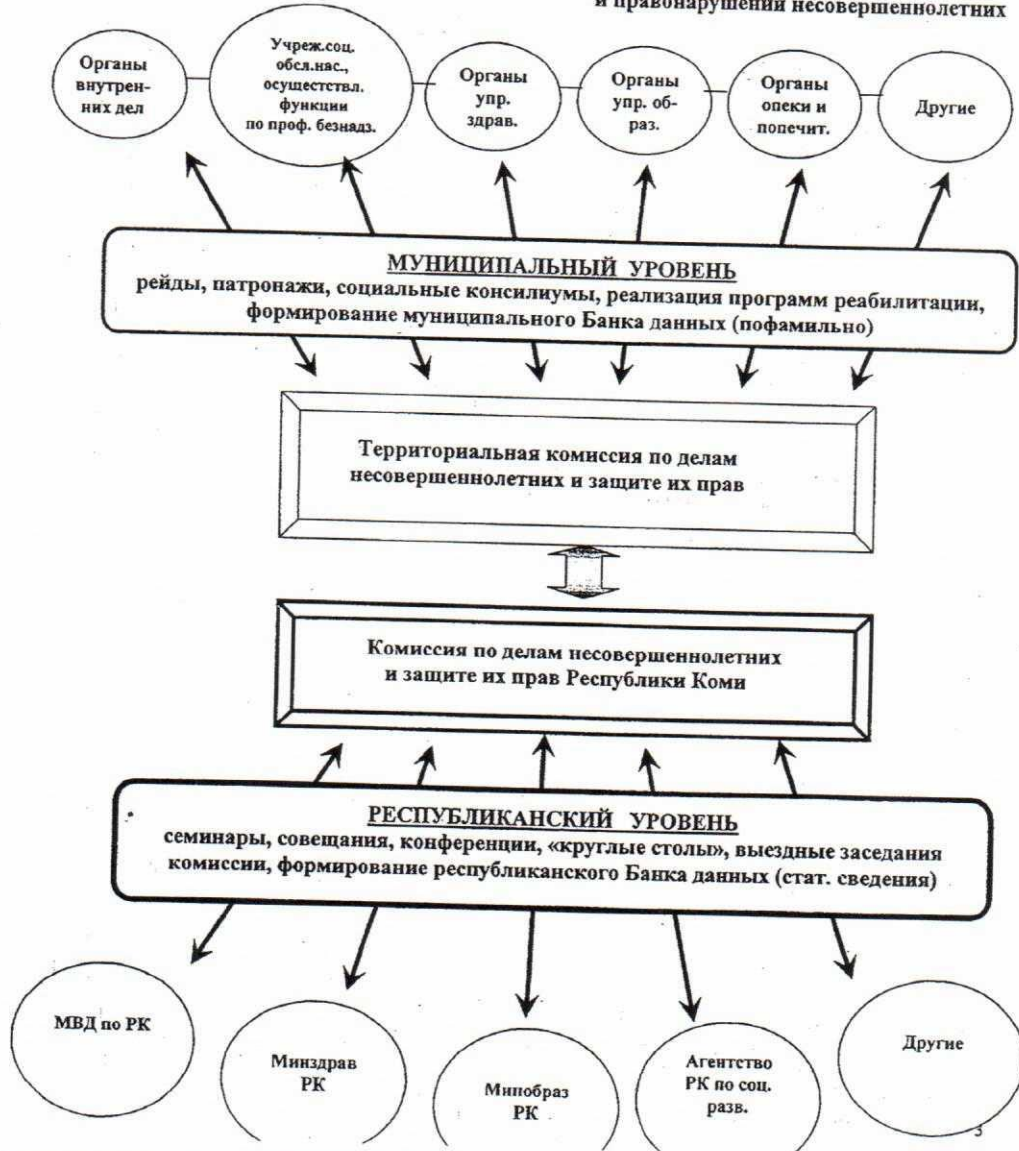 и правонарушений несовершеннолетних
Органы
внутрен-
них дел
Учреж.соц.
обсл.нас.,
осуществтл.
функции
по проф. безнадз.
Органы
упр.
здрав.
Органы
упр. об-
раз.
Органы
опеки и
попечит.
Другие
МУНИЦИПАЛЬНЫЙ УРОВЕНЬ
рейды, патронажи, социальные консилиумы, реализация программ реабилитации,
формирование муниципального Банка данных (пофамильно)
Территориальная комиссия по делам
несовершеннолетних и защите их прав
Комиссия по делам несовершеннолетних
и защите их прав Республики Коми
РЕСПУБЛИКАНСКИЙ УРОВЕНЬ
семинары, совещания, конференции, «круглые столы», выездные заседания
комиссии, формирование республиканского Банка данных (стат. сведения)
МВД по РК
Минздрав
РК
Минобраз
РК
Агентство
РК по соц.
разв.
Другие
3